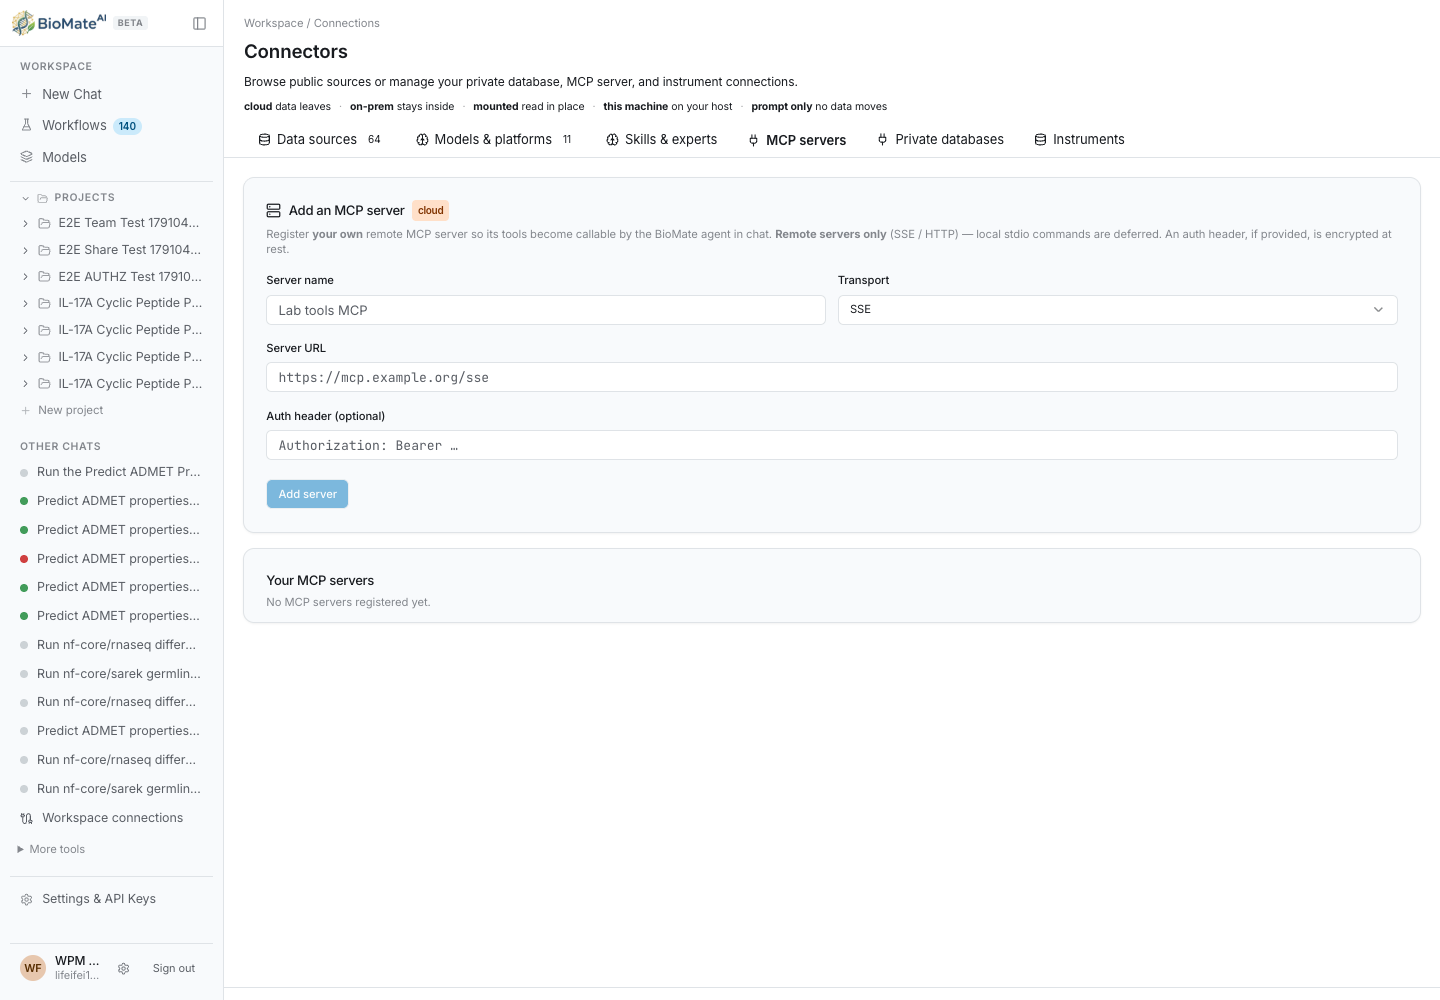 BioMate AI BETA
WORKSPACE
New Chat
Workflows 140
Models
PROJECTS
E2E Team Test 179104...
E2E Share Test 179104...
E2E AUTHZ Test 17910...
IL-17A Cyclic Peptide P...
IL-17A Cyclic Peptide P...
IL-17A Cyclic Peptide P...
IL-17A Cyclic Peptide P...
+ New project
OTHER CHATS
Run the Predict ADMET Pr...
Predict ADMET properties...
Predict ADMET properties...
Predict ADMET properties...
Predict ADMET properties...
Predict ADMET properties...
Run nf-core/rnaseq differ...
Run nf-core/sarek germlin...
Run nf-core/rnaseq differ...
Predict ADMET properties...
Run nf-core/rnaseq differ...
Run nf-core/sarek germlin...
Workspace connections
More tools
Settings & API Keys
WF
WPM ...
lifeifei1...
Sign out
Workspace / Connections
Connectors
Browse public sources or manage your private database, MCP server, and instrument connections.
cloud data leaves · on-prem stays inside · mounted read in place · this machine on your host · prompt only no data moves
Data sources 64
Models & platforms 11
Skills & experts
MCP servers
Private databases
Instruments
Add an MCP server cloud
Register your own remote MCP server so its tools become callable by the BioMate agent in chat. Remote servers only (SSE / HTTP) — local stdio commands are deferred. An auth header, if provided, is encrypted at
rest.
Server name
Lab tools MCP
Transport
SSE
Server URL
https://mcp.example.org/sse
Auth header (optional)
Authorization: Bearer …
Add server
Your MCP servers
No MCP servers registered yet.